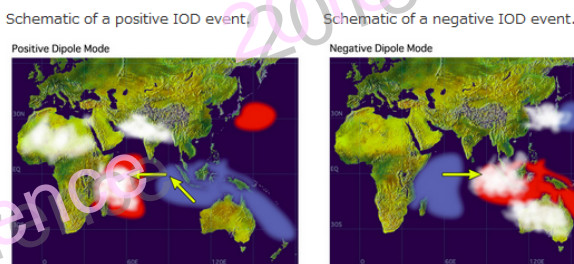 Schematic of a positive IOD event.
Schematic of a negative IOD event.
Positive Dipole Mode
Negative Dipole Mode
30N
EQ
30S
60E
120E
30N
EQ
30S
60E
120E